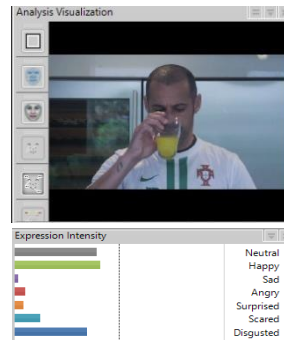 Analysis Visualization
Expression Intensity
Neutral
Happy
Sad
Angry
Surprised
Scared
Disgusted